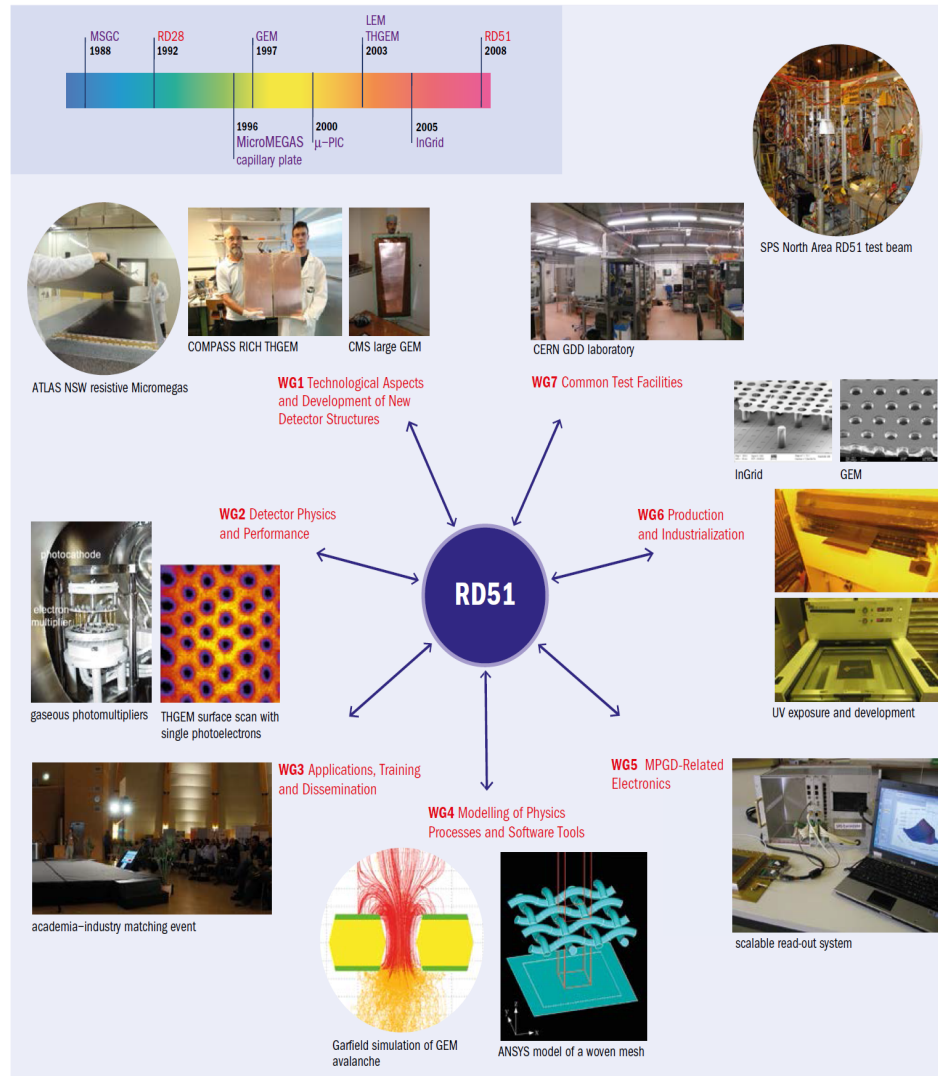 MSGC
1988
RD28
1992
GEM
1997
LEM
THGEM
2003
RD51
2008
1996
MicroMEGAS
capillary plate
2000
μ–PIC
2005
InGrid
SPS North Area RD51 test beam
ATLAS NSW resistive Micromegas
COMPASS RICH THGEM
CMS large GEM
CERN GDD laboratory
WG1 Technological Aspects
and Development of New
Detector Structures
WG7 Common Test Facilities
InGrid
GEM
WG2 Detector Physics
and Performance
WG6 Production
and Industrialization
RD51
photocathode
electron
multiplier
gaseous photomultipliers
THGEM surface scan with
single photoelectrons
UV exposure and development
WG3 Applications, Training
and Dissemination
WG5 MPGD-Related
Electronics
WG4 Modelling of Physics
Processes and Software Tools
academia–industry matching event
scalable read-out system
Garfield simulation of GEM
avalanche
z
y
x
ANSYS model of a woven mesh